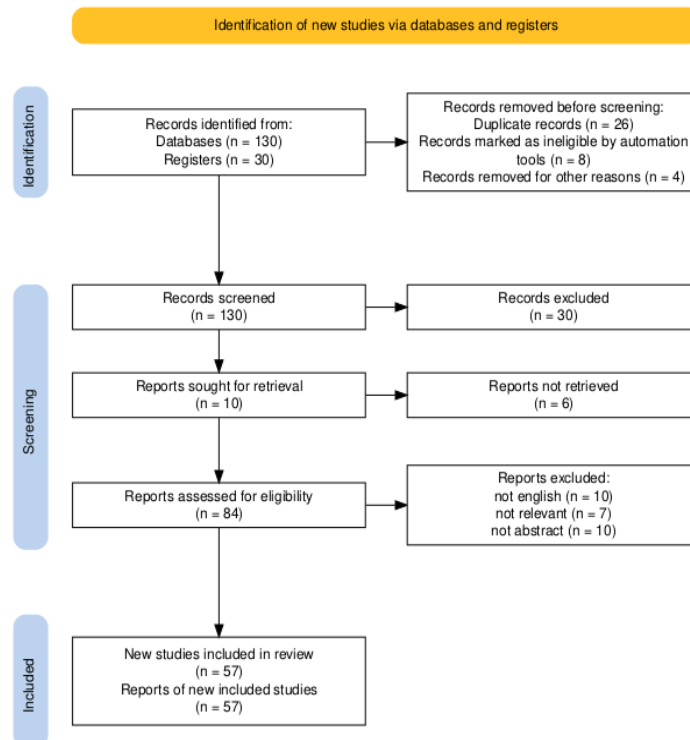 Identification of new studies via databases and registers
Identification
Records identified from:
Databases (n = 130)
Registers (n = 30)
Records removed before screening:
Duplicate records (n = 26)
Records marked as ineligible by automation
tools (n = 8)
Records removed for other reasons (n = 4)
Screening
Records screened
(n = 130)
Records excluded
(n = 30)
Reports sought for retrieval
(n = 10)
Reports not retrieved
(n = 6)
Reports assessed for eligibility
(n = 84)
Reports excluded:
not english (n = 10)
not relevant (n = 7)
not abstract (n = 10)
Included
New studies included in review
(n = 57)
Reports of new included studies
(n = 57)